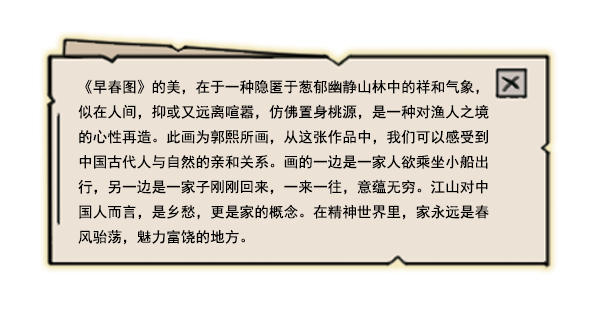 《早春图》的美，在于一种隐匿于葱郁幽静山林中的祥和气象，
似在人间，抑或又远离喧嚣，仿佛置身桃源，是一种对渔人之境
的心性再造。此画为郭熙所画，从这张作品中，我们可以感受到
中国古代人与自然的亲和关系。画的一边是一家人欲乘坐小船出
行，另一边是一家子刚刚回来，一来一往，意蕴无穷。江山对中
国人而言，是乡愁，更是家的概念。在精神世界里，家永远是春
风骀荡，魅力富饶的地方。